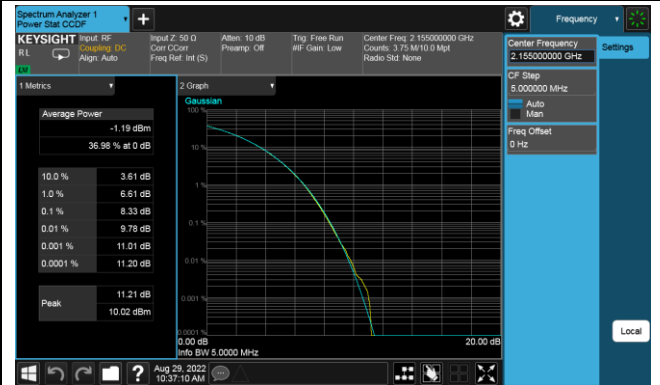 Spectrum Analyzer 1
Power Stat CCDF
Frequency
KEYSIGHT
RL
Input: RF
Coupling: DC
Align: Auto
Input Z: 50 Ω
Corr CCorr
Freq Ref: Int (S)
Atten: 10 dB
Preamp: Off
Trig: Free Run
#IF Gain: Low
Center Freq: 2.155000000 GHz
Counts: 3.75 M/10.0 Mpt
Radio Std: None
Center Frequency
2.155000000 GHz
Settings
CF Step
5.000000 MHz
Auto
Man
Freq Offset
0 Hz
1 Metrics
Average Power
-1.19 dBm
36.98 % at 0 dB
10.0 % 3.61 dB
1.0 % 6.61 dB
0.1 % 8.33 dB
0.01 % 9.78 dB
0.001 % 11.01 dB
0.0001 % 11.20 dB
Peak
11.21 dB
10.02 dBm
2 Graph
Gaussian
100 %
10 %
1 %
0.1 %
0.01 %
0.001 %
0.0001 %
0.00 dB
20.00 dB
Info BW 5.0000 MHz
Local
Aug 29, 2022
10:37:10 AM